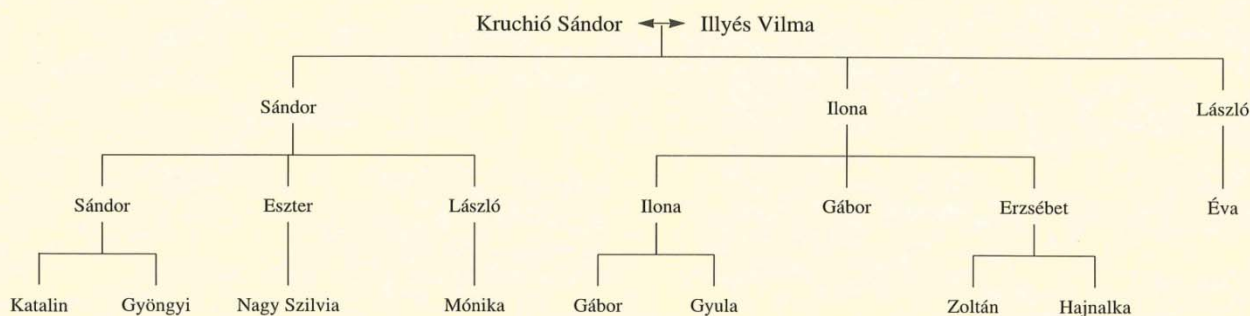 Kruchió Sándor Illyés Vilma
Sándor Ilona László
Sándor Eszter László Ilona Gábor Erzsébet Éva
Katalin Gyöngyi Nagy Szilvia Mónika Gábor Gyula Zoltán Hajnalka